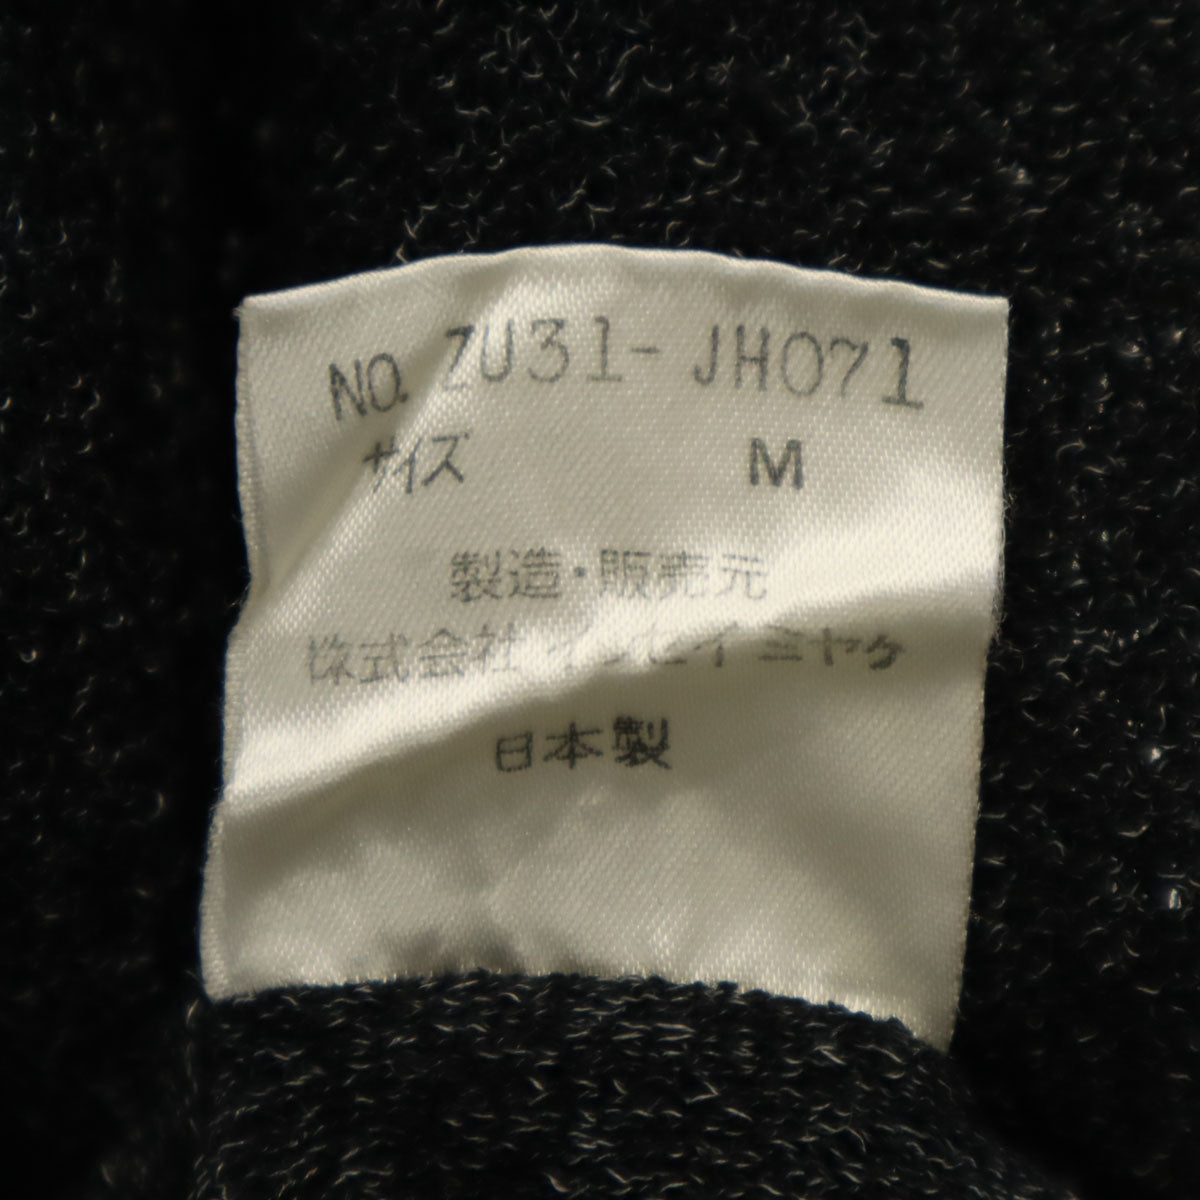 NO. ZU31-JH071
サイズ M
製造・販売元
株式会社 イッセイミヤケ
日本製